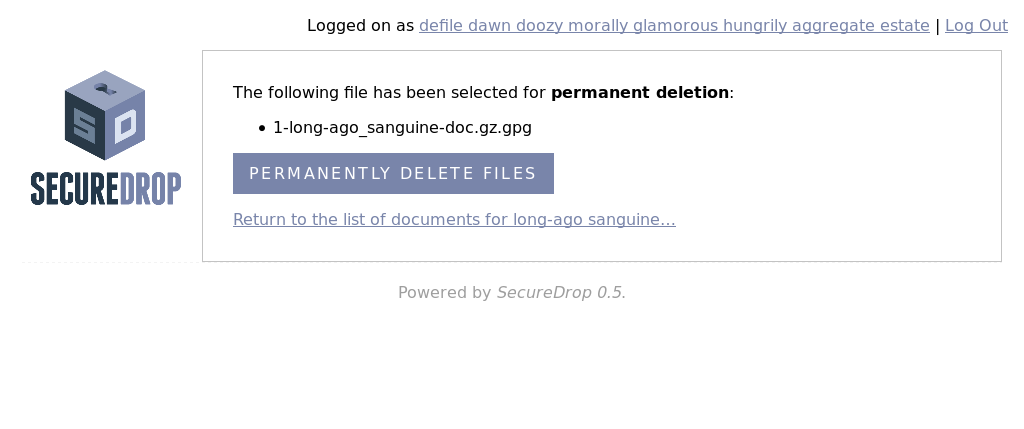 Logged on as defile dawn doozy morally glamorous hungrily aggregate estate | Log Out
SD
SECUREDROP
The following file has been selected for permanent deletion:
• 1-long-ago_sanguine-doc.gz.gpg
PERMANENTLY DELETE FILES
Return to the list of documents for long-ago sanguine...
Powered by SecureDrop 0.5.